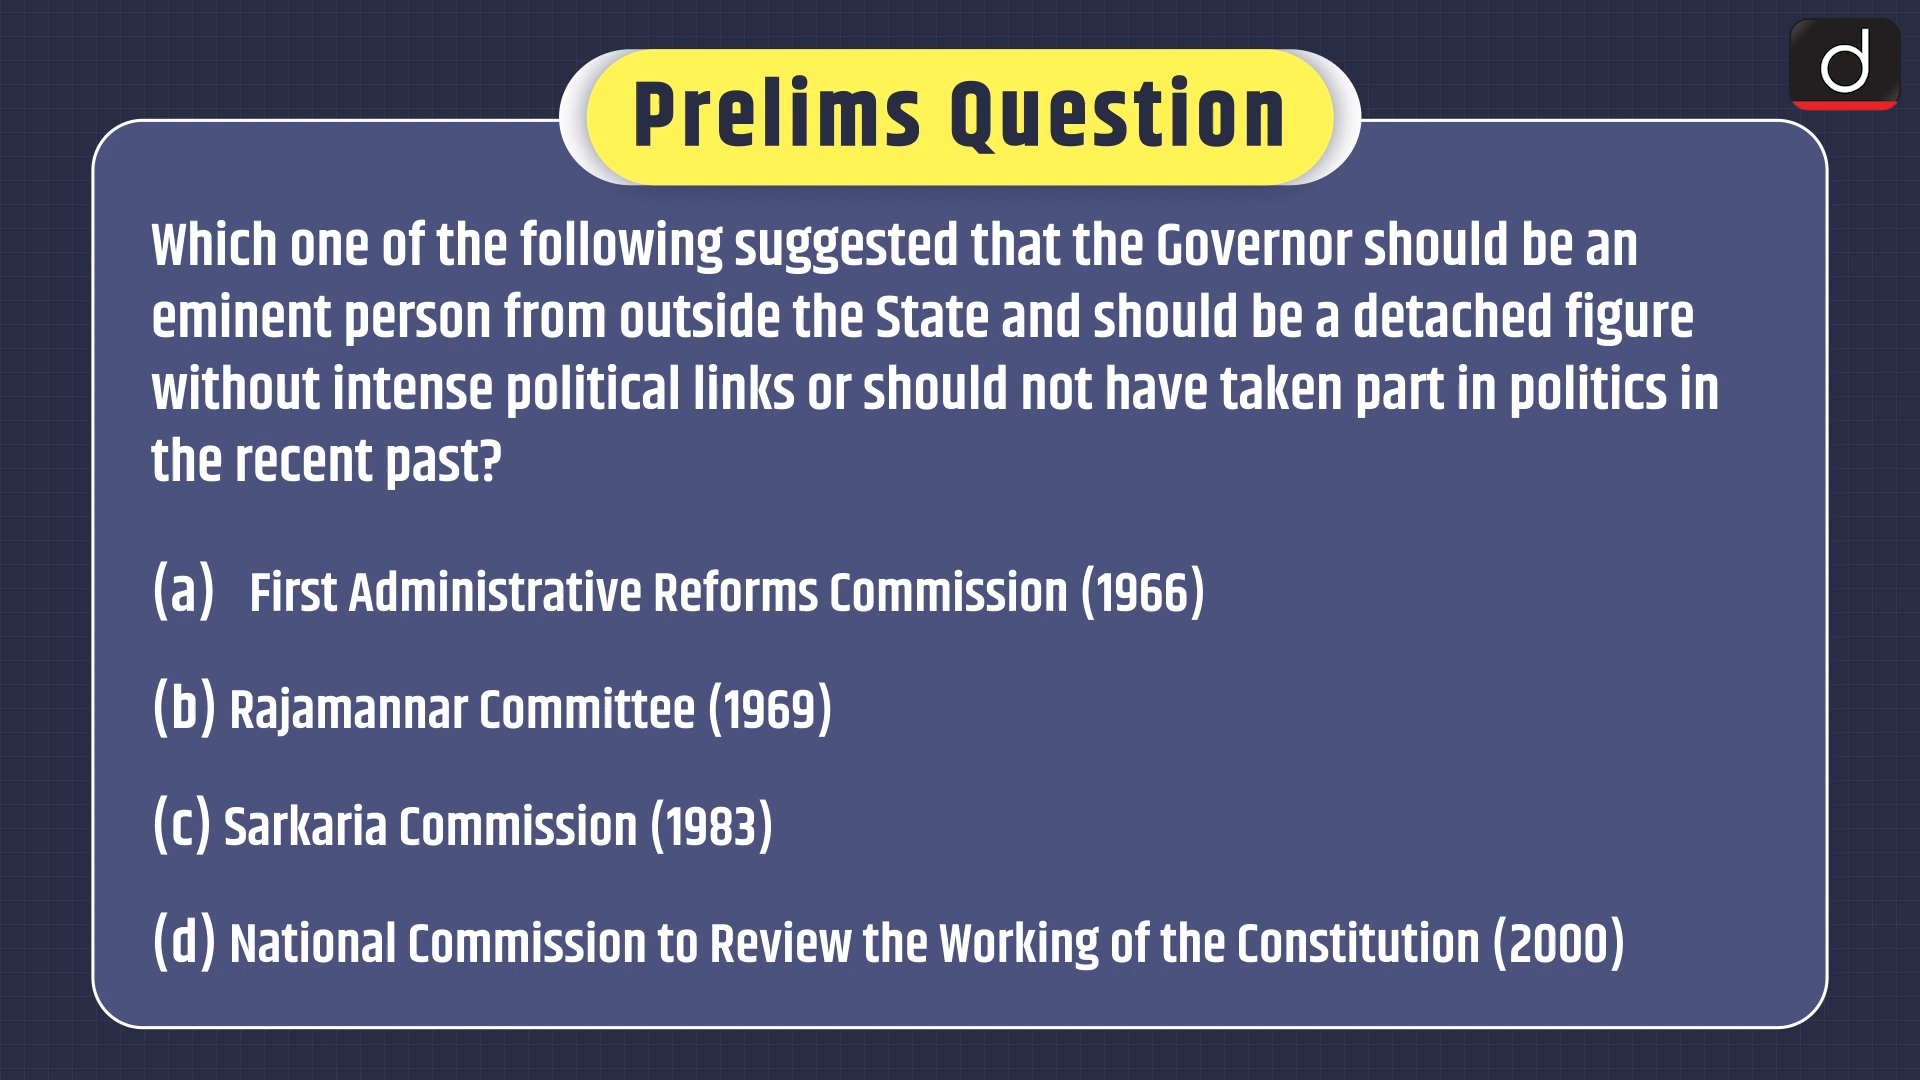 Prelims Question
d
Which one of the following suggested that the Governor should be an
eminent person from outside the State and should be a detached figure
without intense political links or should not have taken part in politics in
the recent past?
(a) First Administrative Reforms Commission (1966)
(b) Rajamannar Committee (1969)
(c) Sarkaria Commission (1983)
(d) National Commission to Review the Working of the Constitution (2000)